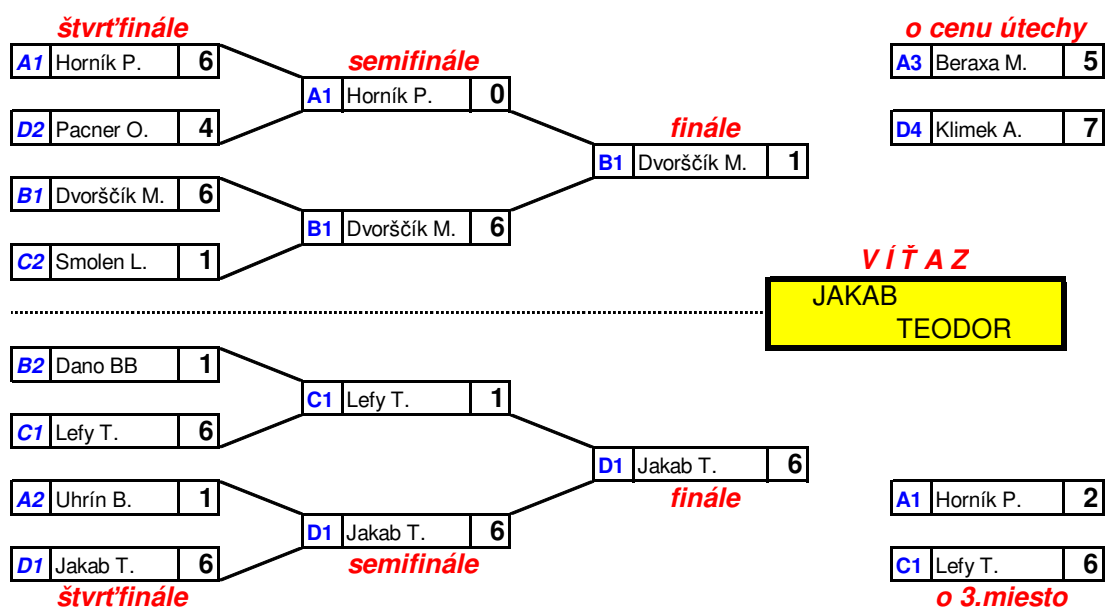 štvrťfinále
A1 Horník P. 6
D2 Pacner O. 4
B1 Dvorščík M. 6
C2 Smolen L. 1
semifinále
A1 Horník P. 0
B1 Dvorščík M. 6
finále
B1 Dvorščík M. 1
o cenu útechy
A3 Beraxa M. 5
D4 Klimek A. 7
VÍŤAZ
JAKAB
TEODOR
B2 Dano BB 1
C1 Lefy T. 6
A2 Uhrín B. 1
D1 Jakab T. 6
štvrťfinále
C1 Lefy T. 1
D1 Jakab T. 6
semifinále
D1 Jakab T. 6
finále
A1 Horník P. 2
C1 Lefy T. 6
o 3.miesto